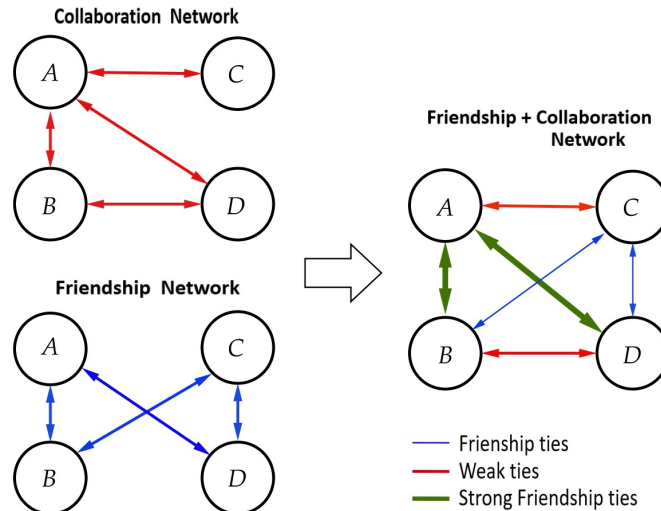 Collaboration Network
A
C
B
D
Friendship Network
A
C
B
D
Friendship + Collaboration
Network
A
C
B
D
Frienship ties
Weak ties
Strong Friendship ties